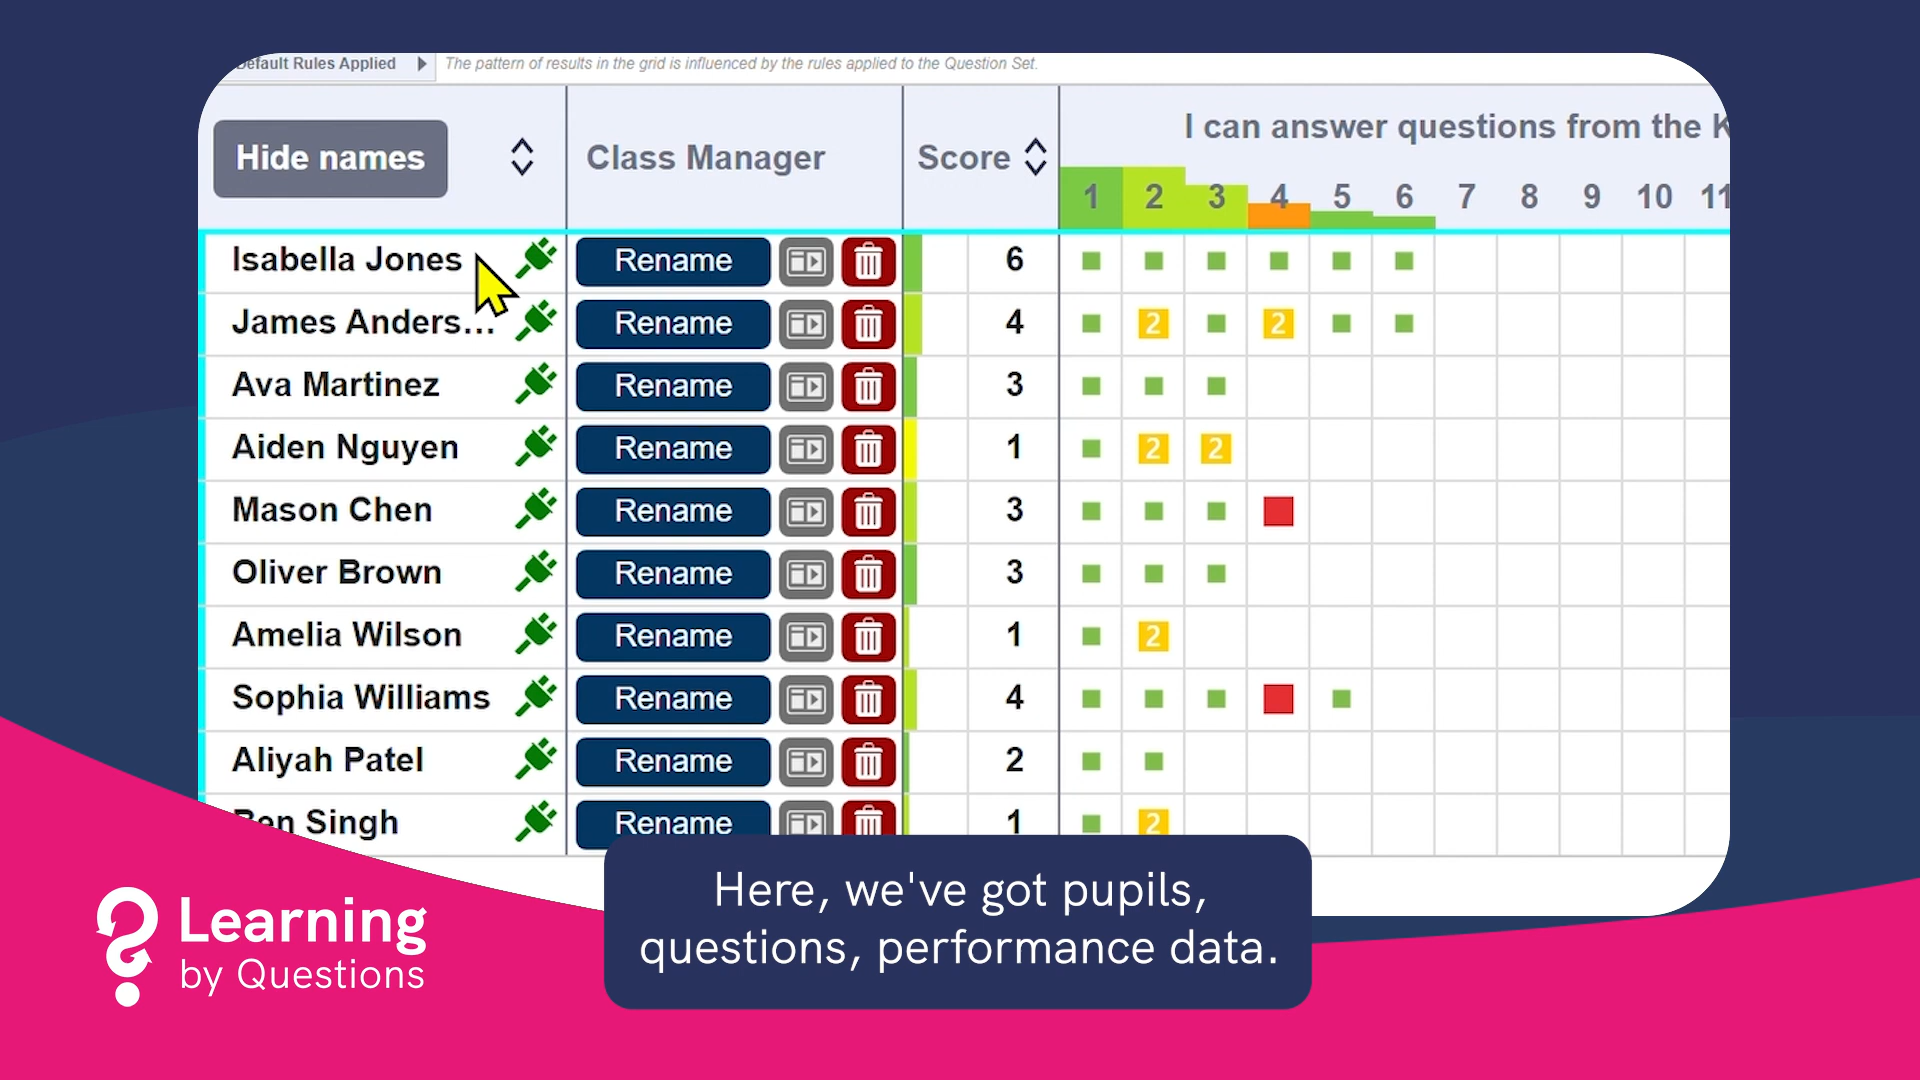 Default Rules Applied The pattern of results in the grid is influenced by the rules applied to the Question Set.
I can answer questions from the K
Hide names Class Manager Score
1 2 3 4 5 6 7 8 9 10 11
Isabella Jones Rename 6
James Anders... Rename 4 2 2
Ava Martinez Rename 3
Aiden Nguyen Rename 1 2 2
Mason Chen Rename 3
Oliver Brown Rename 3
Amelia Wilson Rename 1 2
Sophia Williams Rename 4
Aliyah Patel Rename 2
Ben Singh Rename 1 2
Here, we've got pupils,
questions, performance data.
Learning
by Questions